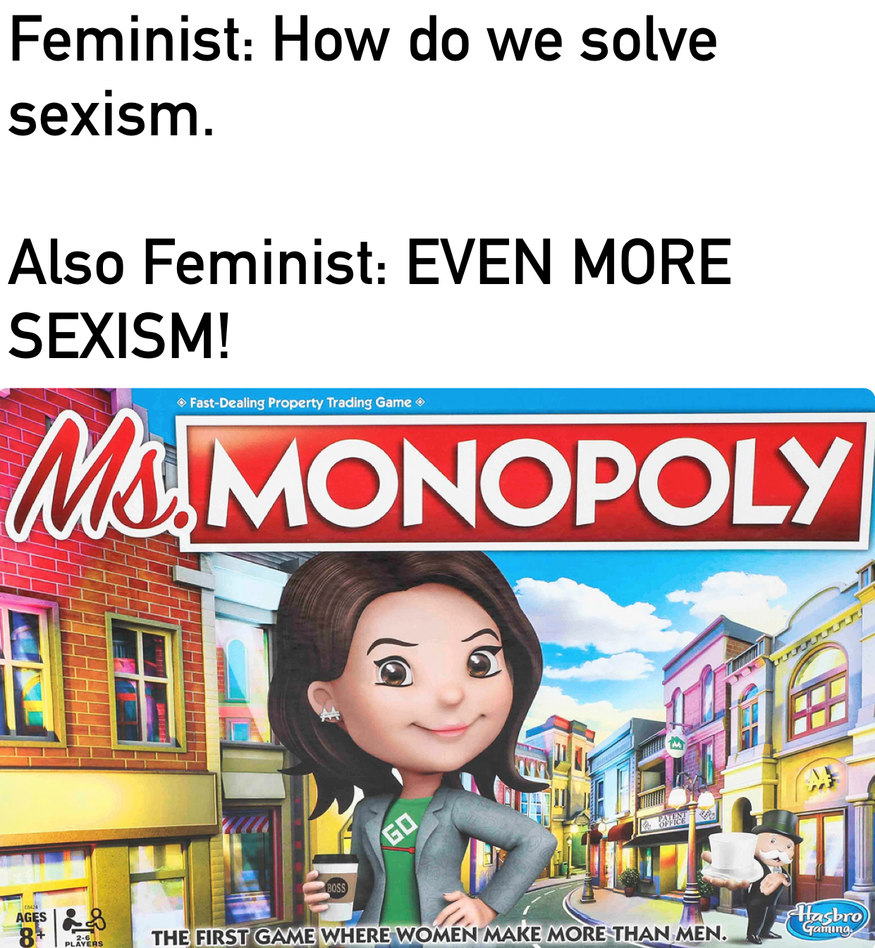 Feminist: How do we solve
sexism.
Also Feminist: EVEN MORE
SEXISM!
Fast-Dealing Property Trading Game
Ms. MONOPOLY
GO
BOSS
M
PATENT
OFFICE
M
AGES
8+
2-6
PLAYERS
THE FIRST GAME WHERE WOMEN MAKE MORE THAN MEN.
Hasbro
Gaming